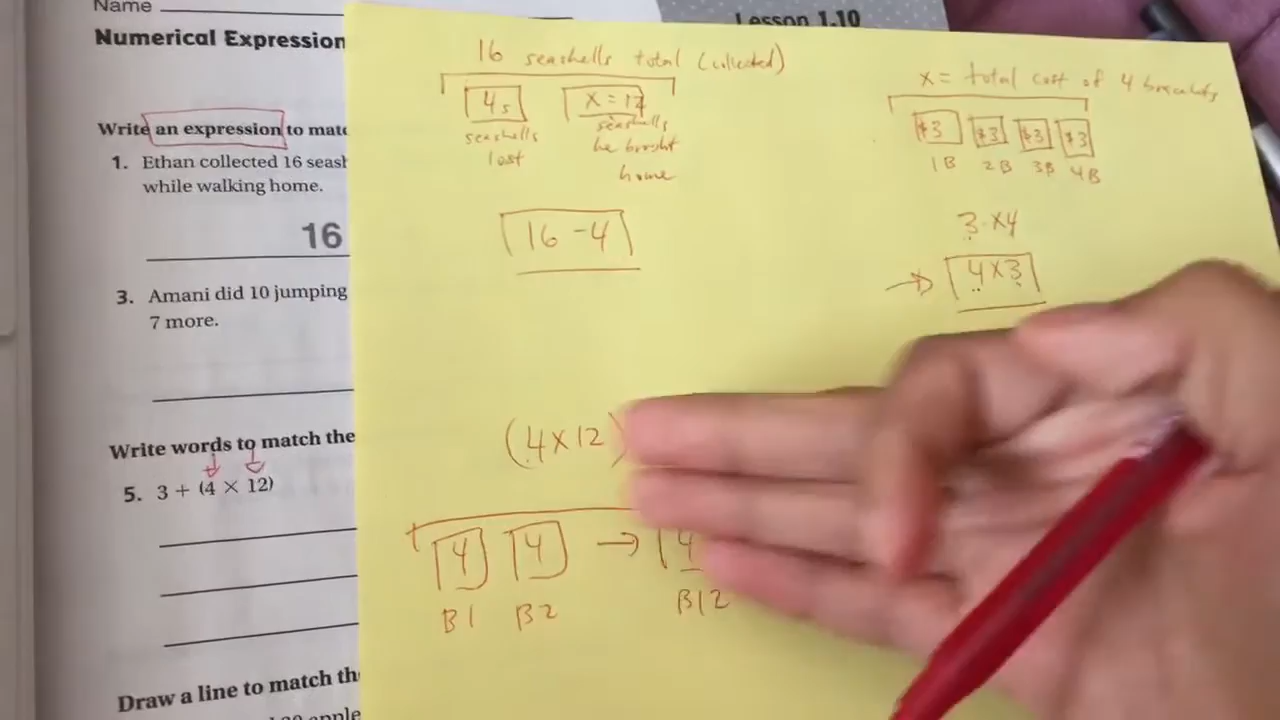 Name
Lesson 1.10
Numerical Expression
Write an expression to mat
1. Ethan collected 16 seas
while walking home.
16
3. Amani did 10 jumping
7 more.
Write words to match the
5. 3 + (4 × 12)
Draw a line to match th
16 seashells total (collected)
4s
x = 12
seashells
lost
seashells
he brought
home
16 - 4
x = total cost of 4 bracelets
$3 $3 $3 $3
1B 2B 3B 4B
3 × 4
→ 4 × 3
(4 × 12)
4 4 → 4
B1 B2 B12